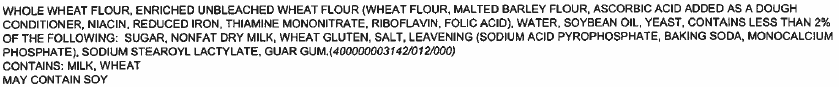 WHOLE WHEAT FLOUR, ENRICHED UNBLEACHED WHEAT FLOUR (WHEAT FLOUR, MALTED BARLEY FLOUR, ASCORBIC ACID ADDED AS A DOUGH
CONDITIONER, NIACIN, REDUCED IRON, THIAMINE MONONITRATE, RIBOFLAVIN, FOLIC ACID), WATER, SOYBEAN OIL, YEAST, CONTAINS LESS THAN 2%
OF THE FOLLOWING: SUGAR, NONFAT DRY MILK, WHEAT GLUTEN, SALT, LEAVENING (SODIUM ACID PYROPHOSPHATE, BAKING SODA, MONOCALCIUM
PHOSPHATE), SODIUM STEAROYL LACTYLATE, GUAR GUM.(400000003142/012/000)
CONTAINS: MILK, WHEAT
MAY CONTAIN SOY